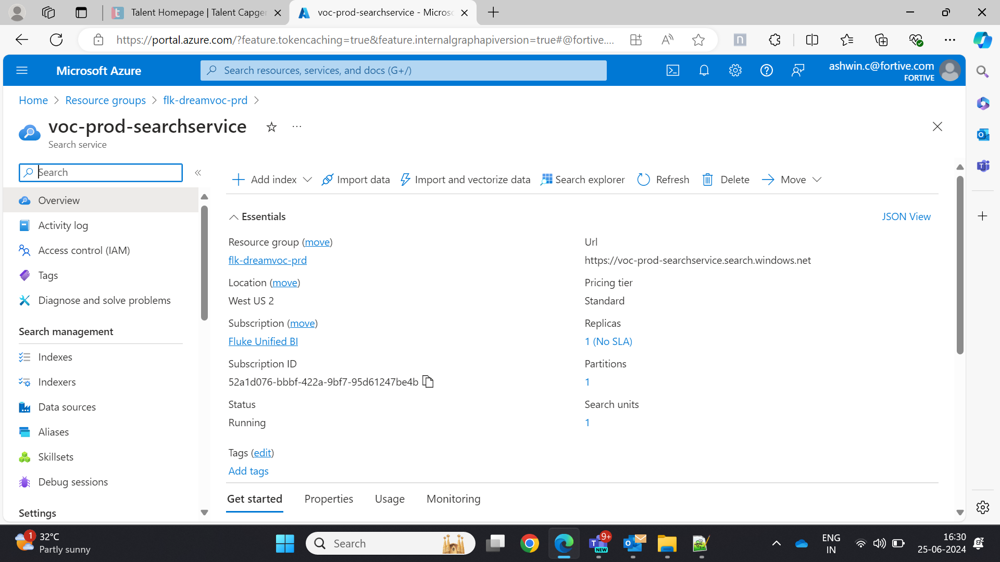 Talent Homepage | Talent Capger
voc-prod-searchservice - Microso
https://portal.azure.com/?feature.tokencaching=true&feature.internalgraphapiversion=true#@fortive....
Microsoft Azure
Search resources, services, and docs (G+/)
ashwin.c@fortive.com
FORTIVE
Home > Resource groups > flk-dreamvoc-prd >
voc-prod-searchservice
Search service
Search
Add index
Import data
Import and vectorize data
Search explorer
Refresh
Delete
Move
Overview
Activity log
Access control (IAM)
Tags
Diagnose and solve problems
Search management
Indexes
Indexers
Data sources
Aliases
Skillsets
Debug sessions
Settings
Essentials
JSON View
Resource group (move)
flk-dreamvoc-prd
Location (move)
West US 2
Subscription (move)
Fluke Unified BI
Subscription ID
52a1d076-bbbf-422a-9bf7-95d61247be4b
Status
Running
Tags (edit)
Add tags
Url
https://voc-prod-searchservice.search.windows.net
Pricing tier
Standard
Replicas
1 (No SLA)
Partitions
1
Search units
1
Get started
Properties
Usage
Monitoring
1
32°C
Partly sunny
Search
9+
NEW
ENG
IN
16:30
25-06-2024